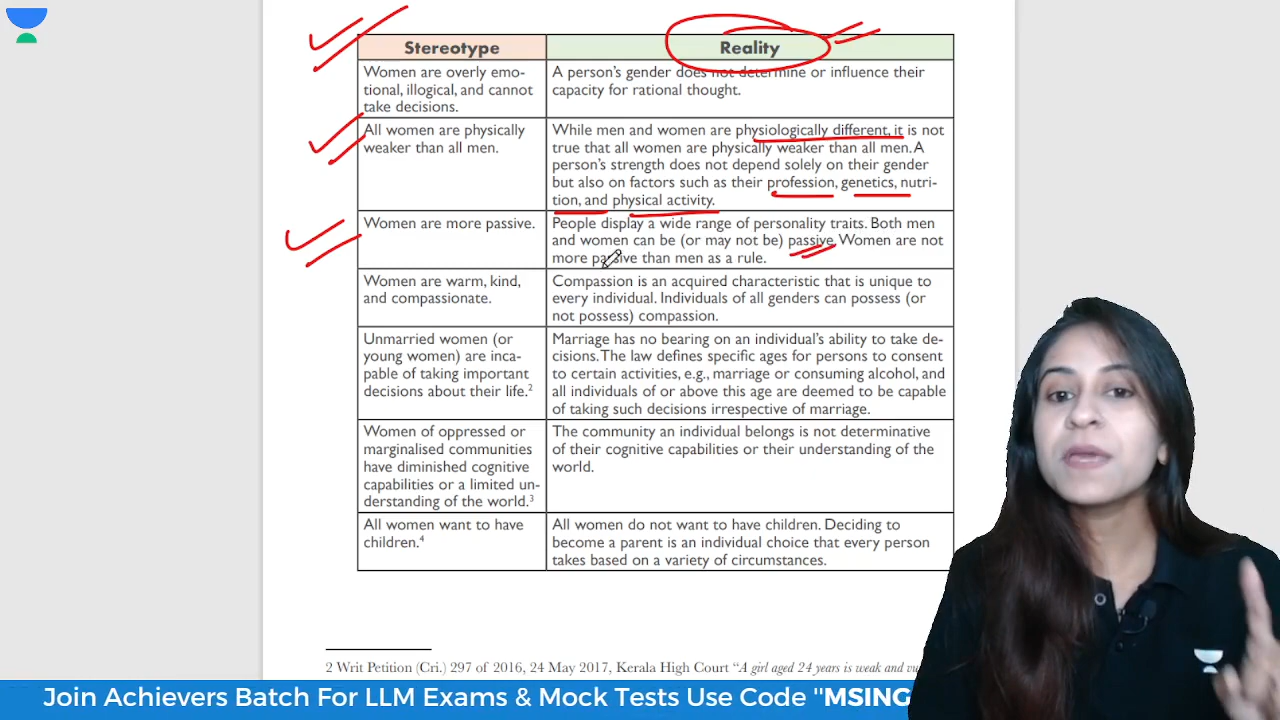 Stereotype
Reality
Women are overly emo-
tional, illogical, and cannot
take decisions.
A person's gender does not determine or influence their
capacity for rational thought.
All women are physically
weaker than all men.
While men and women are physiologically different, it is not
true that all women are physically weaker than all men. A
person's strength does not depend solely on their gender
but also on factors such as their profession, genetics, nutri-
tion, and physical activity.
Women are more passive.
People display a wide range of personality traits. Both men
and women can be (or may not be) passive. Women are not
more passive than men as a rule.
Women are warm, kind,
and compassionate.
Compassion is an acquired characteristic that is unique to
every individual. Individuals of all genders can possess (or
not possess) compassion.
Unmarried women (or
young women) are inca-
pable of taking important
decisions about their life.2
Marriage has no bearing on an individual's ability to take de-
cisions. The law defines specific ages for persons to consent
to certain activities, e.g., marriage or consuming alcohol, and
all individuals of or above this age are deemed to be capable
of taking such decisions irrespective of marriage.
Women of oppressed or
marginalised communities
have diminished cognitive
capabilities or a limited un-
derstanding of the world.3
The community an individual belongs is not determinative
of their cognitive capabilities or their understanding of the
world.
All women want to have
children.4
All women do not want to have children. Deciding to
become a parent is an individual choice that every person
takes based on a variety of circumstances.
2 Writ Petition (Cri.) 297 of 2016, 24 May 2017, Kerala High Court "A girl aged 24 years is weak and
Join Achievers Batch For LLM Exams & Mock Tests Use Code "MSING